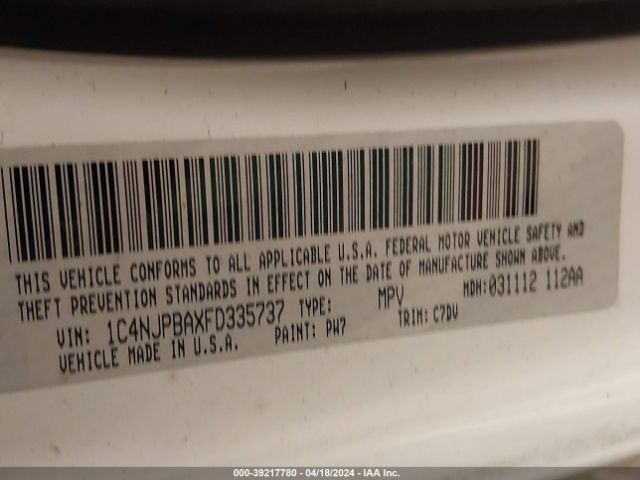 THIS VEHICLE CONFORMS TO ALL APPLICABLE U.S.A. FEDERAL MOTOR VEHICLE SAFETY AND
THEFT PREVENTION STANDARDS IN EFFECT ON THE DATE OF MANUFACTURE SHOWN ABOVE.
VIN: 1C4NJPBAXFD335737 TYPE: MPV MDH: 031112 112AA
VEHICLE MADE IN U.S.A. PAINT: PW7 TRIM: C7DV
000-39217780 - 04/18/2024 - IAA Inc.